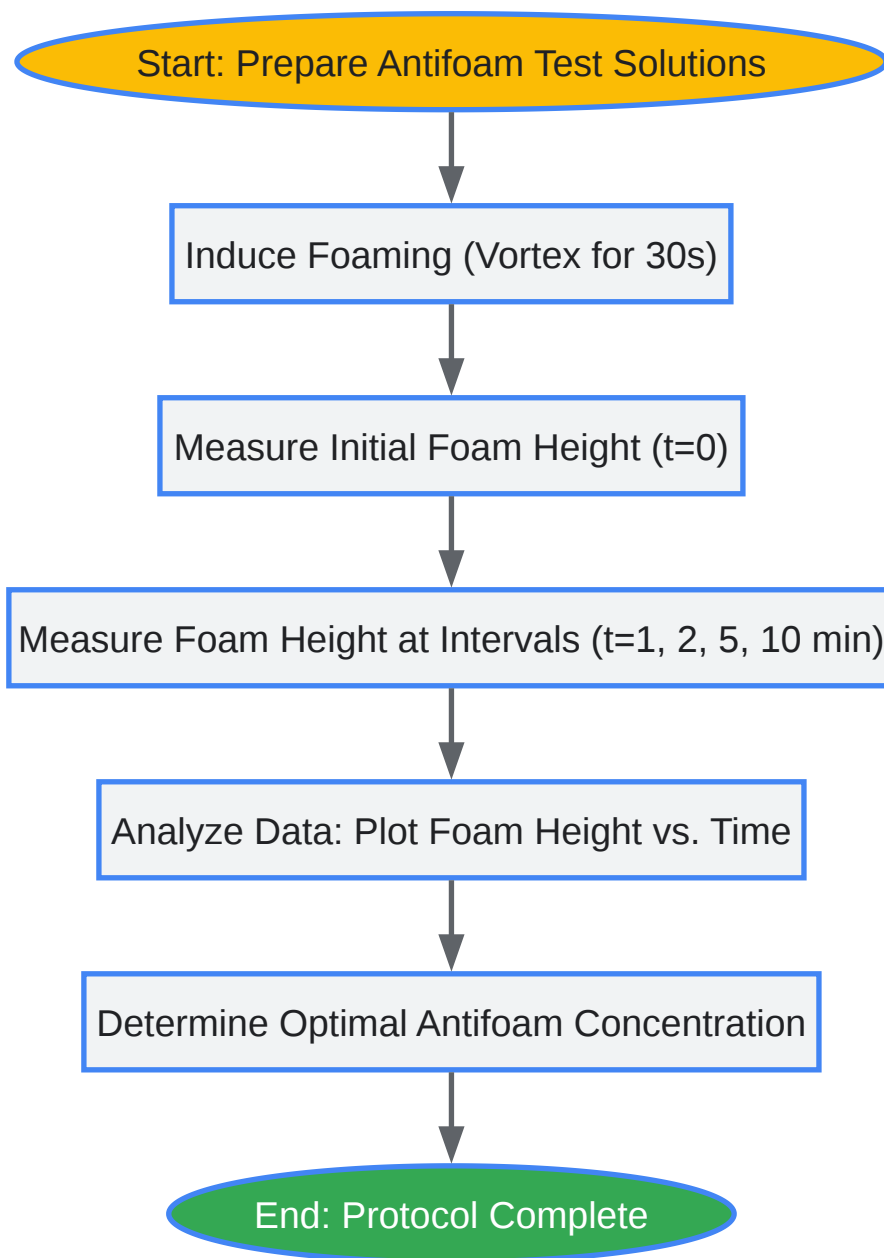 Start: Prepare Antifoam Test Solutions
Induce Foaming (Vortex for 30s)
Measure Initial Foam Height (t=0)
Measure Foam Height at Intervals (t=1, 2, 5, 10 min)
Analyze Data: Plot Foam Height vs. Time
Determine Optimal Antifoam Concentration
End: Protocol Complete